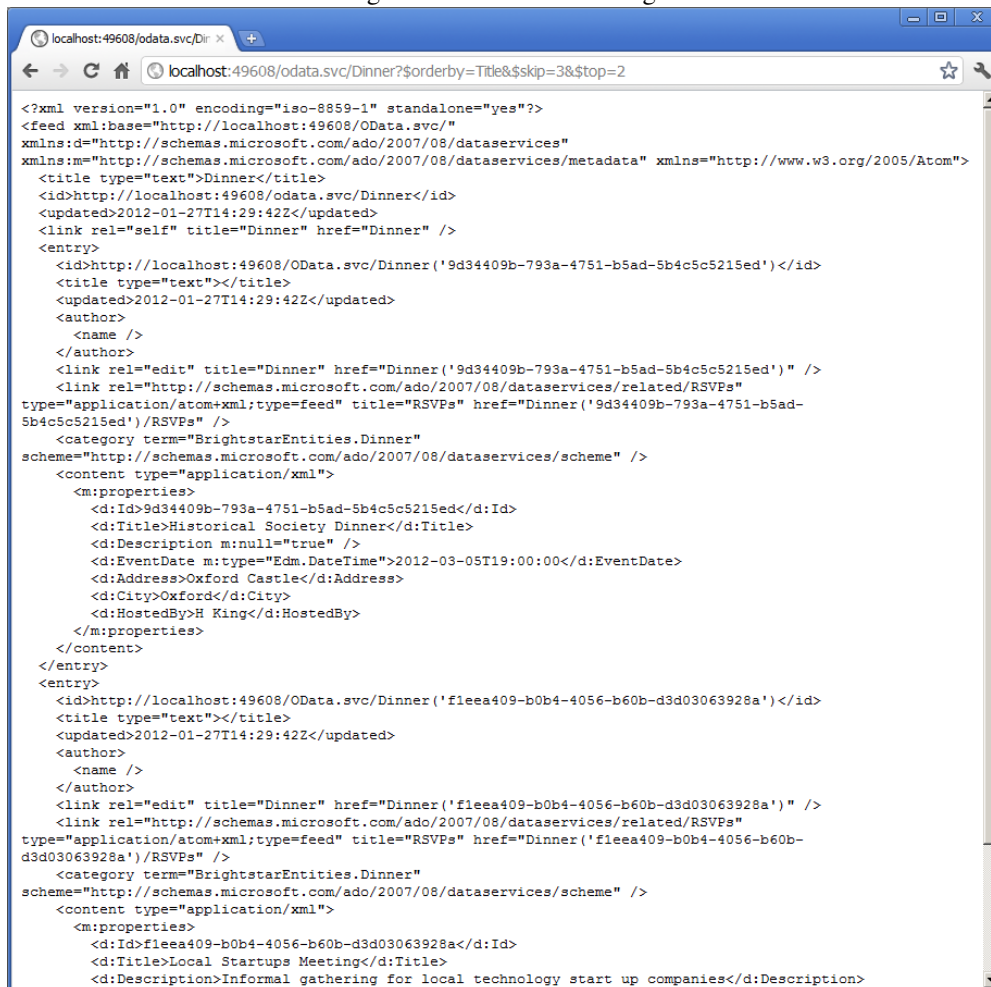 localhost:49608/odata.svc/Din
localhost:49608/odata.svc/Dinner?$orderby=Title&$skip=3&$top=2
<?xml version="1.0" encoding="iso-8859-1" standalone="yes"?>
<feed xml:base="http://localhost:49608/OData.svc/"
xmlns:d="http://schemas.microsoft.com/ado/2007/08/dataservices"
xmlns:m="http://schemas.microsoft.com/ado/2007/08/dataservices/metadata" xmlns="http://www.w3.org/2005/Atom">
<title type="text">Dinner</title>
<id>http://localhost:49608/odata.svc/Dinner</id>
<updated>2012-01-27T14:29:42Z</updated>
<link rel="self" title="Dinner" href="Dinner" />
<entry>
<id>http://localhost:49608/OData.svc/Dinner('9d34409b-793a-4751-b5ad-5b4c5c5215ed')</id>
<title type="text"></title>
<updated>2012-01-27T14:29:42Z</updated>
<author>
<name />
</author>
<link rel="edit" title="Dinner" href="Dinner('9d34409b-793a-4751-b5ad-5b4c5c5215ed')" />
<link rel="http://schemas.microsoft.com/ado/2007/08/dataservices/related/RSVPs"
type="application/atom+xml;type=feed" title="RSVPs" href="Dinner('9d34409b-793a-4751-b5ad-
5b4c5c5215ed')/RSVPs" />
<category term="BrightstarEntities.Dinner"
scheme="http://schemas.microsoft.com/ado/2007/08/dataservices/scheme" />
<content type="application/xml">
<m:properties>
<d:Id>9d34409b-793a-4751-b5ad-5b4c5c5215ed</d:Id>
<d:Title>Historical Society Dinner</d:Title>
<d:Description m:null="true" />
<d:EventDate m:type="Edm.DateTime">2012-03-05T19:00:00</d:EventDate>
<d:Address>Oxford Castle</d:Address>
<d:City>Oxford</d:City>
<d:HostedBy>H King</d:HostedBy>
</m:properties>
</content>
</entry>
<entry>
<id>http://localhost:49608/OData.svc/Dinner('f1eea409-b0b4-4056-b60b-d3d03063928a')</id>
<title type="text"></title>
<updated>2012-01-27T14:29:42Z</updated>
<author>
<name />
</author>
<link rel="edit" title="Dinner" href="Dinner('f1eea409-b0b4-4056-b60b-d3d03063928a')" />
<link rel="http://schemas.microsoft.com/ado/2007/08/dataservices/related/RSVPs"
type="application/atom+xml;type=feed" title="RSVPs" href="Dinner('f1eea409-b0b4-4056-b60b-
d3d03063928a')/RSVPs" />
<category term="BrightstarEntities.Dinner"
scheme="http://schemas.microsoft.com/ado/2007/08/dataservices/scheme" />
<content type="application/xml">
<m:properties>
<d:Id>f1eea409-b0b4-4056-b60b-d3d03063928a</d:Id>
<d:Title>Local Startups Meeting</d:Title>
<d:Description>Informal gathering for local technology start up companies</d:Description>